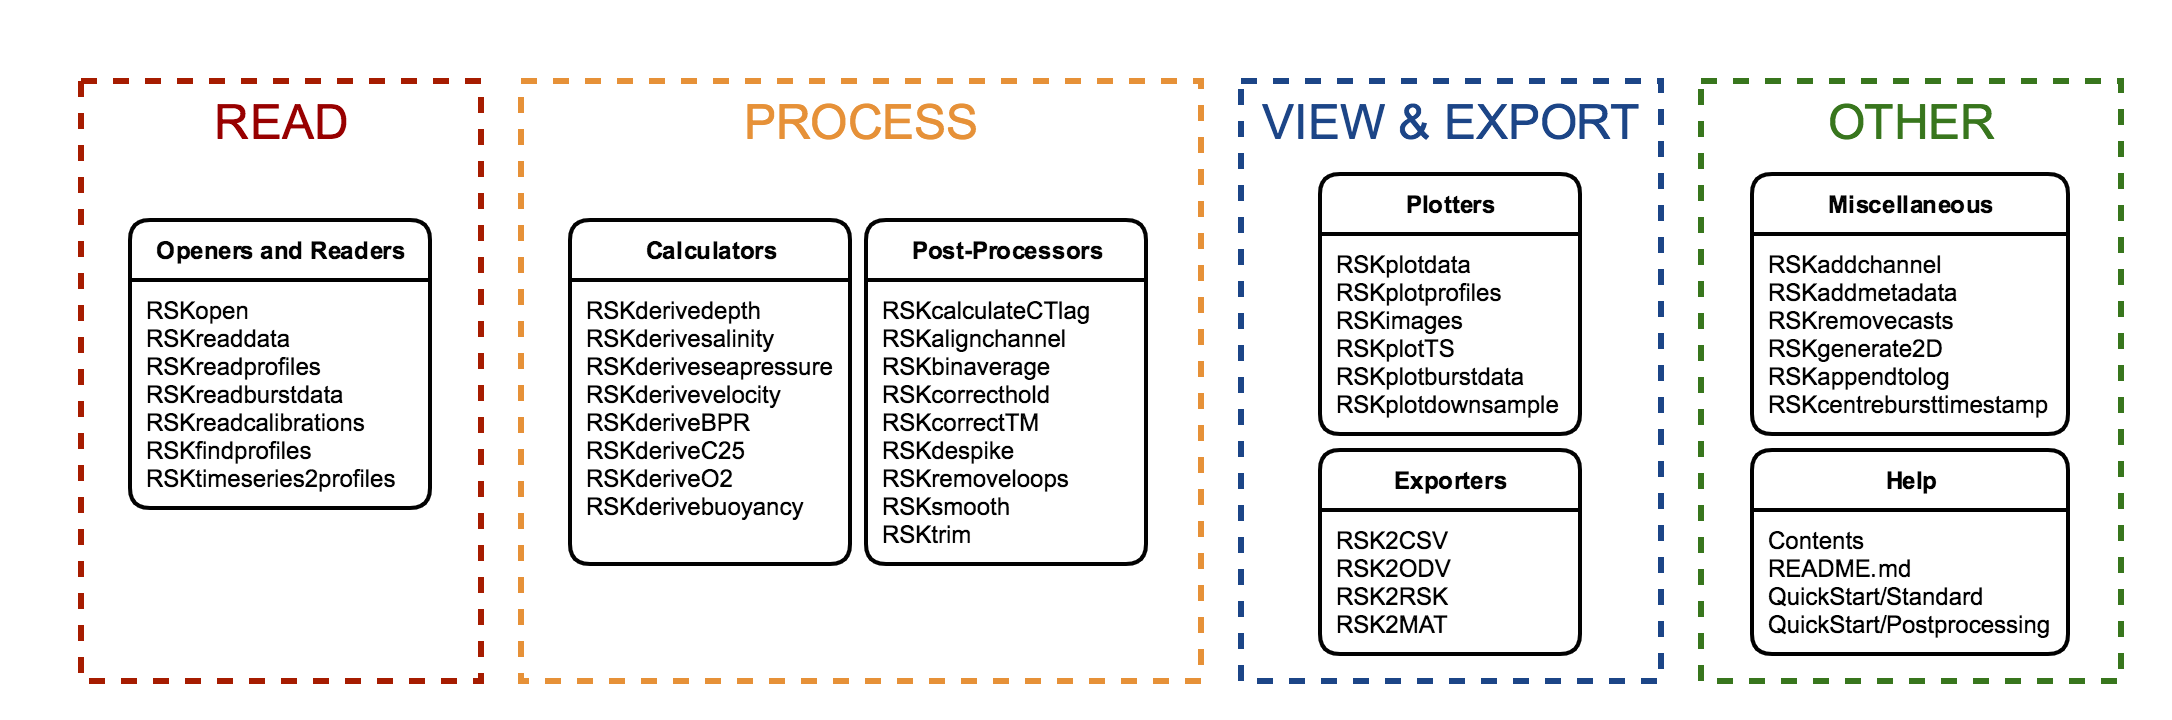 READ
Openers and Readers
RSKopen
RSKreaddata
RSKreadprofiles
RSKreadburstdata
RSKreadcalibrations
RSKfindprofiles
RSKtimeseries2profiles
PROCESS
Calculators
RSKderivedepth
RSKderivesalinity
RSKderiveseapressure
RSKderivevelocity
RSKderiveBPR
RSKderiveC25
RSKderiveO2
RSKderivebuoyancy
Post-Processors
RSKcalculateCTlag
RSKalignchannel
RSKbinaverage
RSKcorrecthold
RSKcorrectTM
RSKdespike
RSKremoveloops
RSKsmooth
RSKtrim
VIEW & EXPORT
Plotters
RSKplotdata
RSKplotprofiles
RSKimages
RSKplotTS
RSKplotburstdata
RSKplotdownsample
Exporters
RSK2CSV
RSK2ODV
RSK2RSK
RSK2MAT
OTHER
Miscellaneous
RSKaddchannel
RSKaddmetadata
RSKremovecasts
RSKgenerate2D
RSKappendtolog
RSKcentrebursttimestamp
Help
Contents
README.md
QuickStart/Standard
QuickStart/Postprocessing